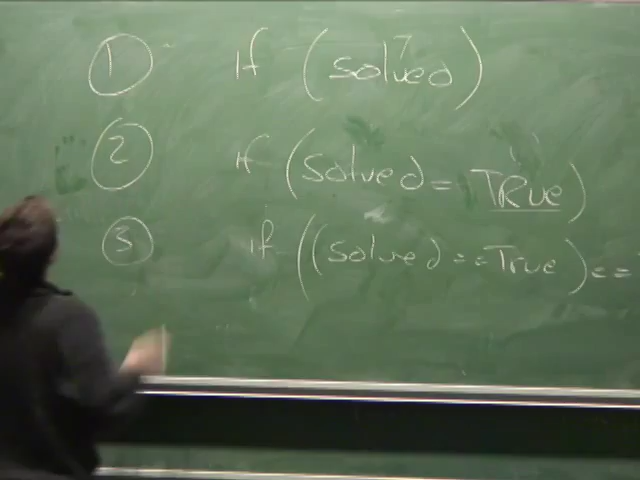 1 if (solved)
2 if (solved = TRUe)
3 if ((solved) == True) ==